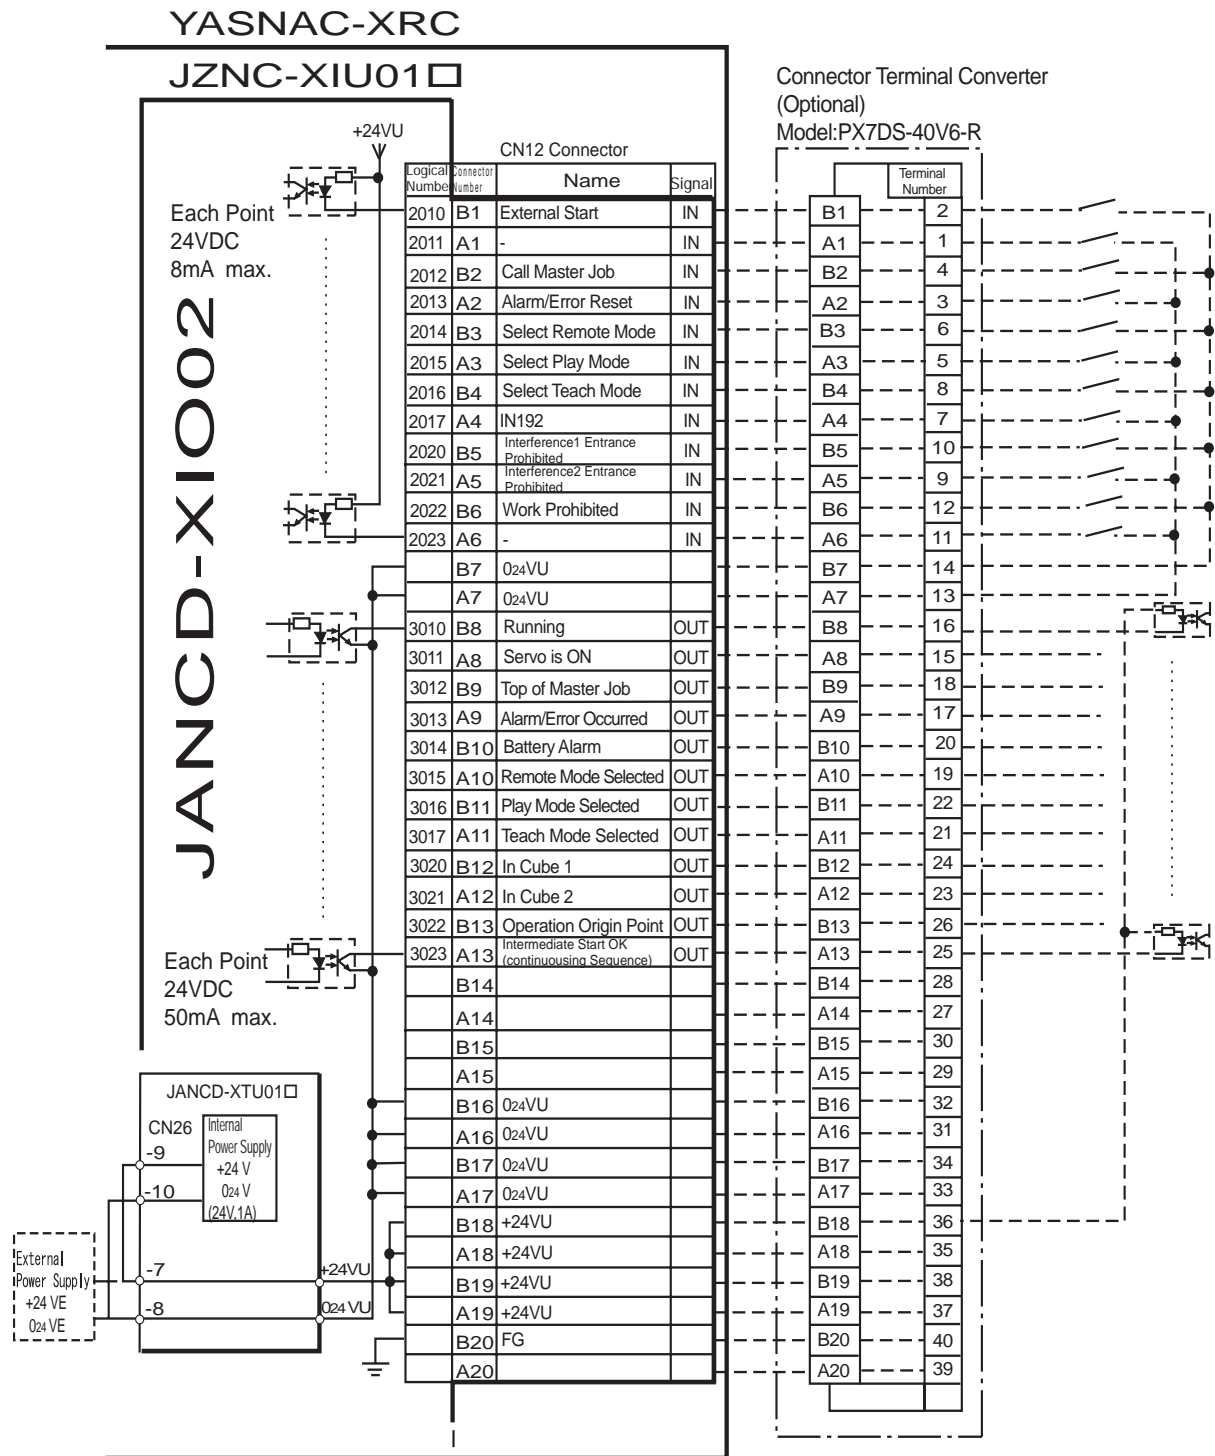 YASNAC-XRC
JZNC-XIU01□
Connector Terminal Converter
(Optional)
Model:PX7DS-40V6-R
+24VU
CN12 Connector
Logical Numbe Connector Number Name Signal
Terminal Number
Each Point
24VDC
8mA max.
JANCD-XIO02
2010 B1 External Start IN B1 2
2011 A1 - IN A1 1
2012 B2 Call Master Job IN B2 4
2013 A2 Alarm/Error Reset IN A2 3
2014 B3 Select Remote Mode IN B3 6
2015 A3 Select Play Mode IN A3 5
2016 B4 Select Teach Mode IN B4 8
2017 A4 IN192 IN A4 7
2020 B5 Interference1 Entrance Prohibited IN B5 10
2021 A5 Interference2 Entrance Prohibited IN A5 9
2022 B6 Work Prohibited IN B6 12
2023 A6 - IN A6 11
B7 024VU B7 14
A7 024VU A7 13
3010 B8 Running OUT B8 16
3011 A8 Servo is ON OUT A8 15
3012 B9 Top of Master Job OUT B9 18
3013 A9 Alarm/Error Occurred OUT A9 17
3014 B10 Battery Alarm OUT B10 20
3015 A10 Remote Mode Selected OUT A10 19
3016 B11 Play Mode Selected OUT B11 22
3017 A11 Teach Mode Selected OUT A11 21
3020 B12 In Cube 1 OUT B12 24
3021 A12 In Cube 2 OUT A12 23
3022 B13 Operation Origin Point OUT B13 26
3023 A13 Intermediate Start OK (continuousing Sequence) OUT A13 25
Each Point
24VDC
50mA max.
B14 B14 28
A14 A14 27
B15 B15 30
A15 A15 29
B16 024VU B16 32
A16 024VU A16 31
B17 024VU B17 34
A17 024VU A17 33
B18 +24VU B18 36
A18 +24VU A18 35
B19 +24VU B19 38
A19 +24VU A19 37
B20 FG B20 40
A20 A20 39
JANCD-XTU01□
CN26
-9
-10
-7
-8
Internal
Power Supply
+24 V
024 V
(24V,1A)
+24VU
024 VU
External
Power Supply
+24 VE
024 VE